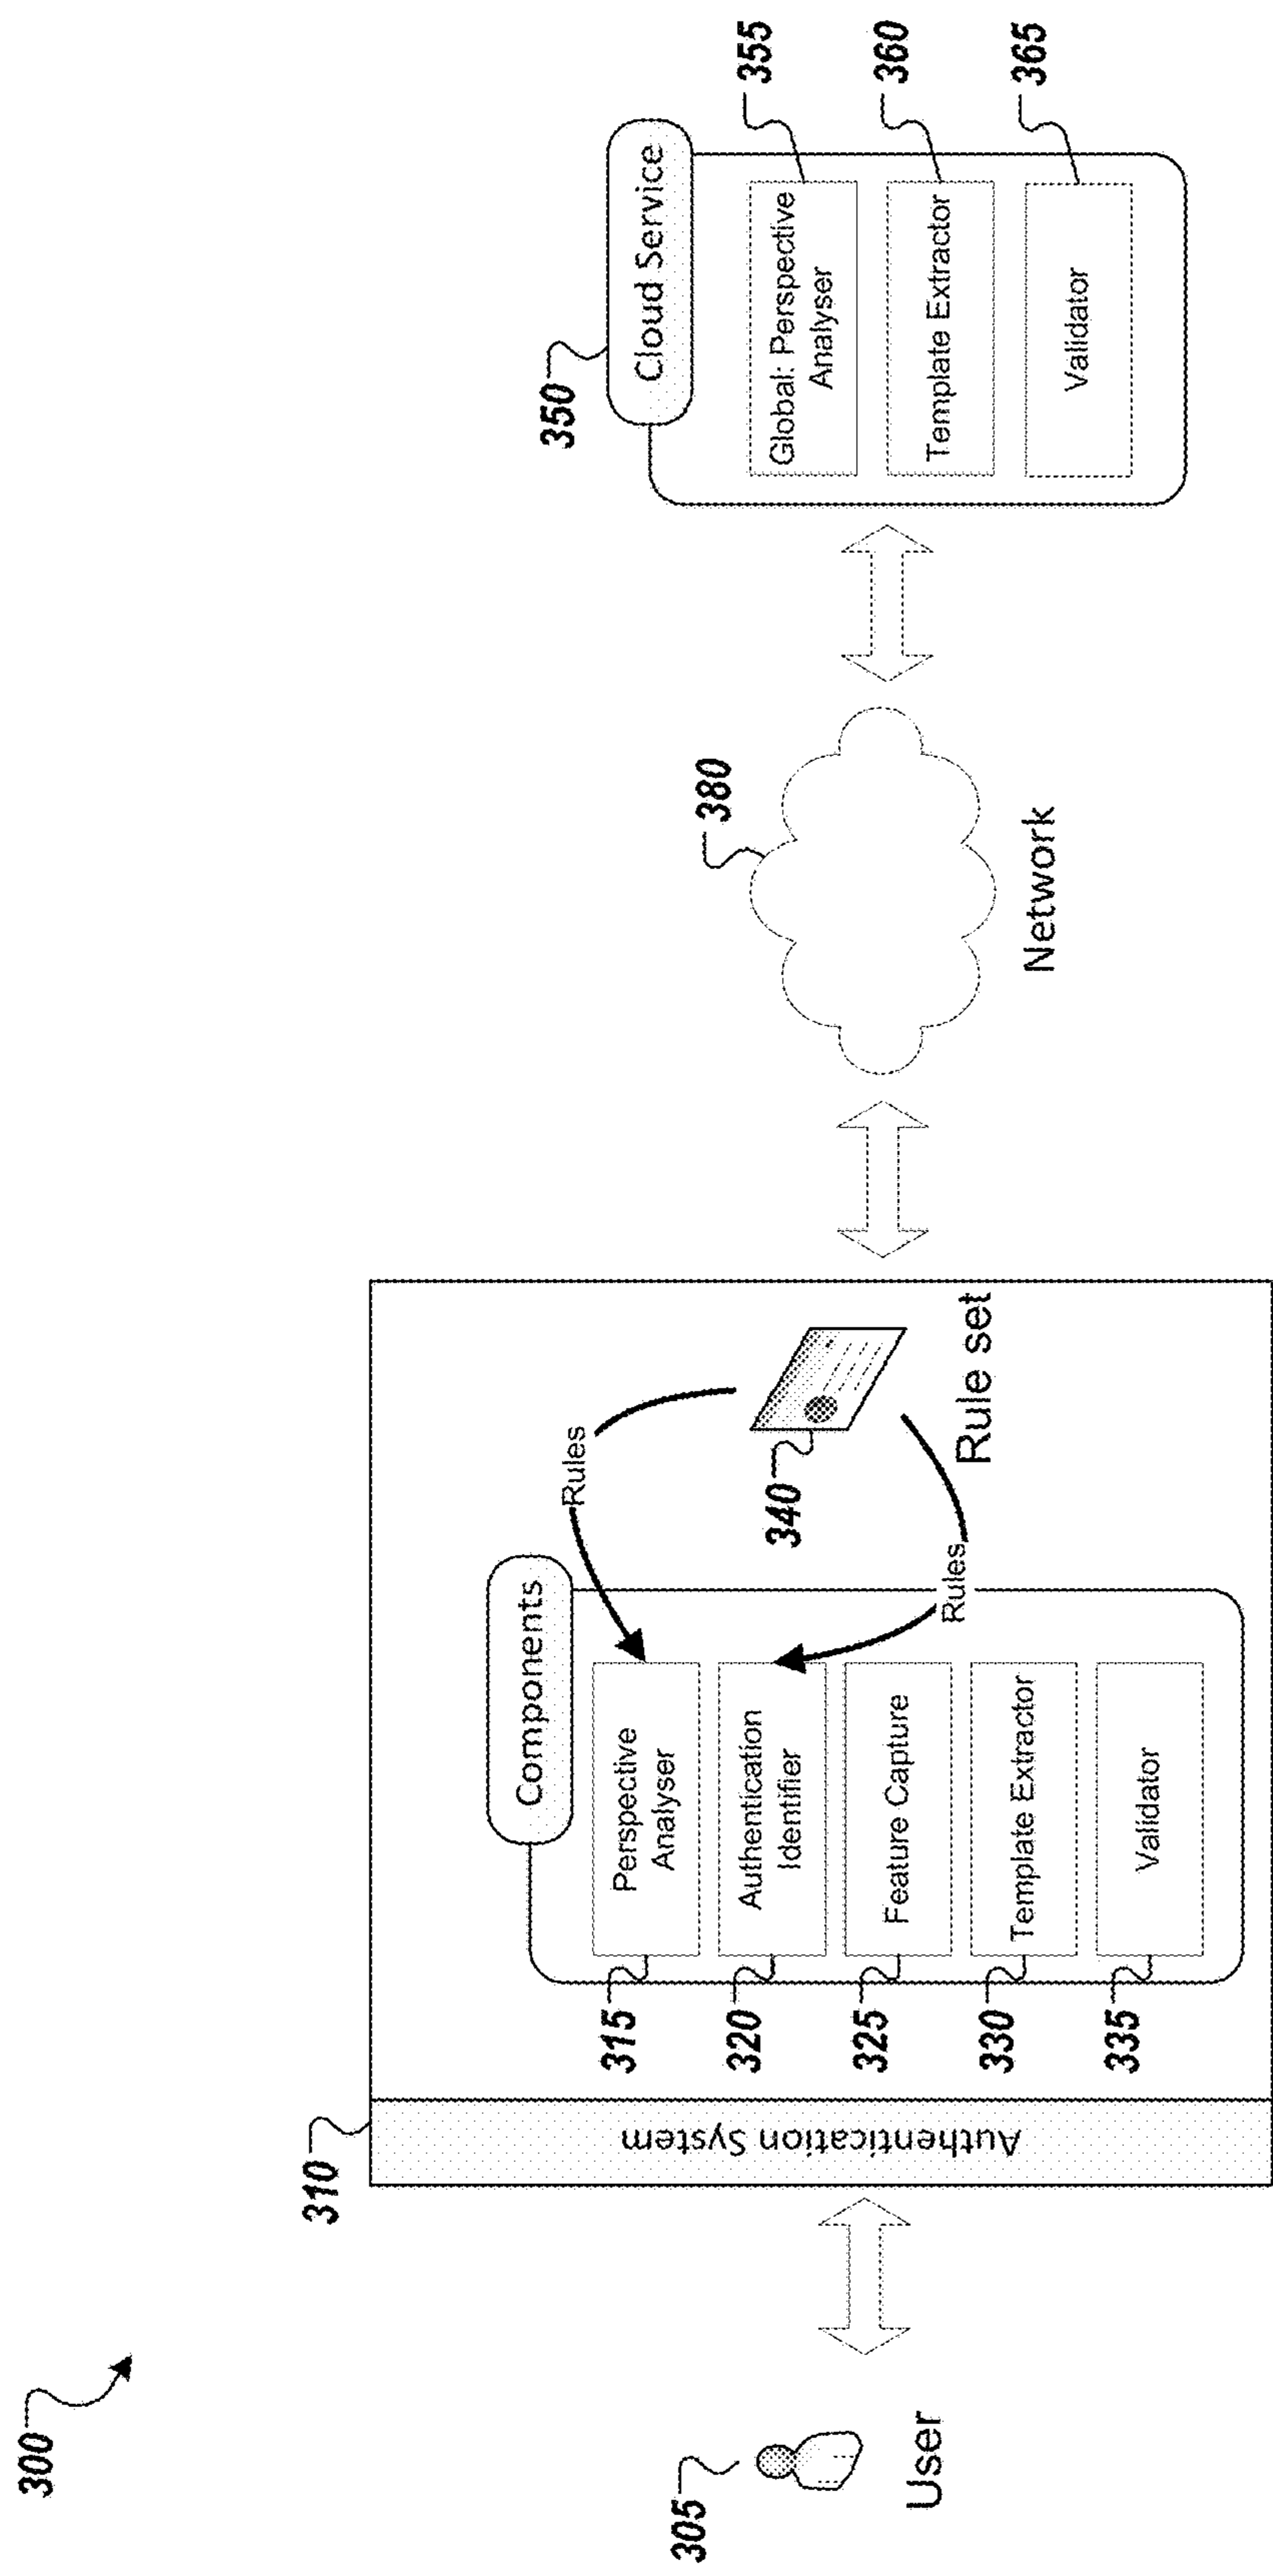 300
305
User
310
Authentication System
Components
315
Perspective
Analyser
320
Authentication
Identifier
325
Feature Capture
330
Template Extractor
335
Validator
Rules
Rules
340
Rule set
380
Network
350
Cloud Service
Global: Perspective
Analyser
355
Template Extractor
360
Validator
365